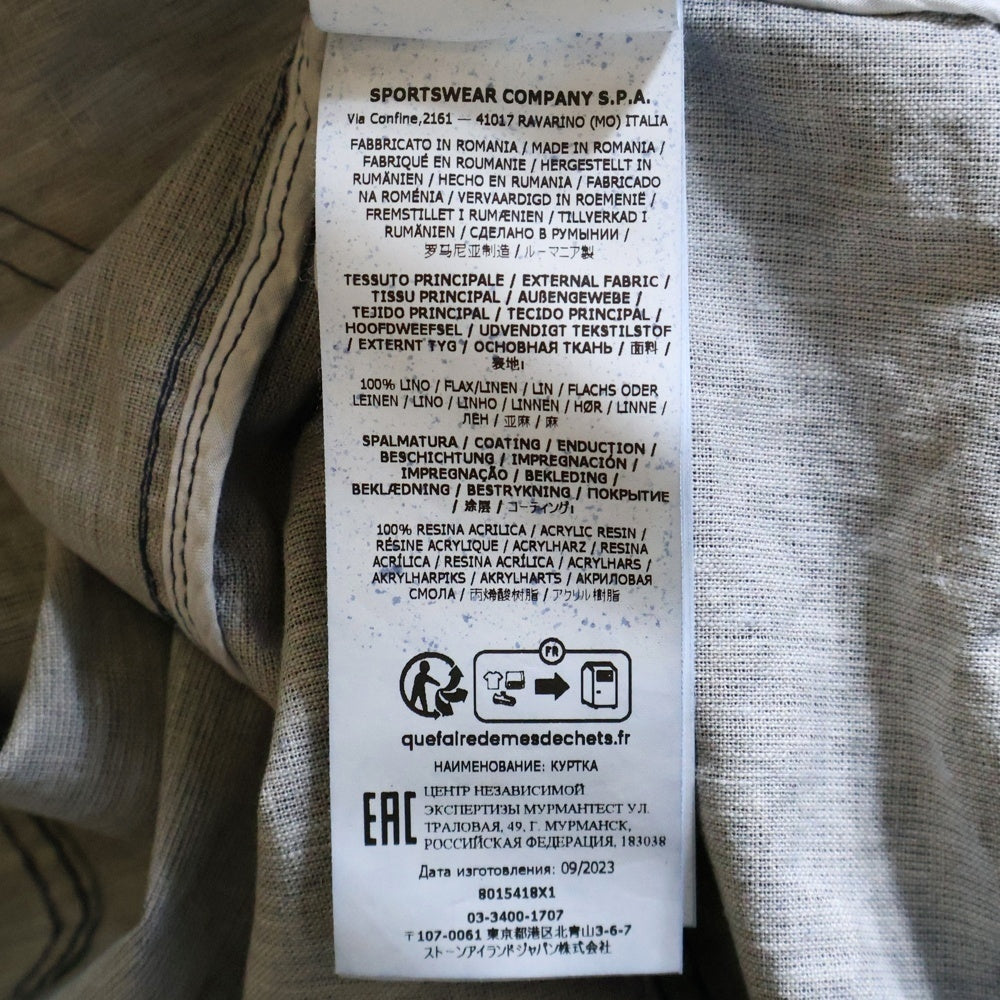 SPORTSWEAR COMPANY S.P.A.
Via Confine,2161 — 41017 RAVARINO (MO) ITALIA
FABBRICATO IN ROMANIA / MADE IN ROMANIA /
FABRIQUÉ EN ROUMANIE / HERGESTELLT IN
RUMÄNIEN / HECHO EN RUMANIA / FABRICADO
NA ROMÉNIA / VERVAARDIGD IN ROEMENIË /
FREMSTILLET I RUMÆNIEN / TILLVERKAD I
RUMÄNIEN / СДЕЛАНО В РУМЫНИИ /
罗马尼亚制造 / ルーマニア製
TESSUTO PRINCIPALE / EXTERNAL FABRIC /
TISSU PRINCIPAL / AUßENGEWEBE /
TEJIDO PRINCIPAL / TECIDO PRINCIPAL /
HOOFDWEEFSEL / UDVENDIGT TEKSTILSTOF
/ EXTERNT TYG / ОСНОВНАЯ ТКАНЬ / 面料 /
表地:
100% LINO / FLAX/LINEN / LIN / FLACHS ODER
LEINEN / LINO / LINHO / LINNEN / HØR / LINNE /
ЛЕН / 亚麻 / 麻
SPALMATURA / COATING / ENDUCTION /
BESCHICHTUNG / IMPREGNACIÓN /
IMPREGNAÇÃO / BEKLEDING /
BEKLÆDNING / BESTRYKNING / ПОКРЫТИЕ
/ 涂层 / コーティング:
100% RESINA ACRILICA / ACRYLIC RESIN /
RÉSINE ACRYLIQUE / ACRYLHARZ / RESINA
ACRÍLICA / RESINA ACRÍLICA / ACRYLHARS /
AKRYLHARPIKS / AKRYLHARTS / АКРИЛОВАЯ
СМОЛА / 丙烯酸树脂 / アクリル樹脂
FR
quefairedemesdechets.fr
НАИМЕНОВАНИЕ: КУРТКА
EAC
ЦЕНТР НЕЗАВИСИМОЙ
ЭКСПЕРТИЗЫ МУРМАНТЕСТ УЛ.
ТРАЛОВАЯ, 49, Г. МУРМАНСК,
РОССИЙСКАЯ ФЕДЕРАЦИЯ, 183038
Дата изготовления: 09/2023
8015418X1
03-3400-1707
〒107-0061 東京都港区北青山3-6-7
ストーンアイランドジャパン株式会社